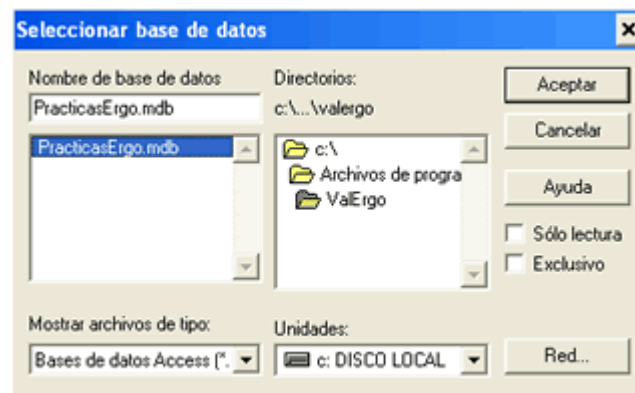 Seleccionar base de datos
Nombre de base de datos
PracticasErgo.mdb
PracticasErgo.mdb
Mostrar archivos de tipo:
Bases de datos Access (*.
Directorios:
c:\...\valergo
c:\
Archivos de progra
ValErgo
Unidades:
c: DISCO LOCAL
Aceptar
Cancelar
Ayuda
Sólo lectura
Exclusivo
Red...